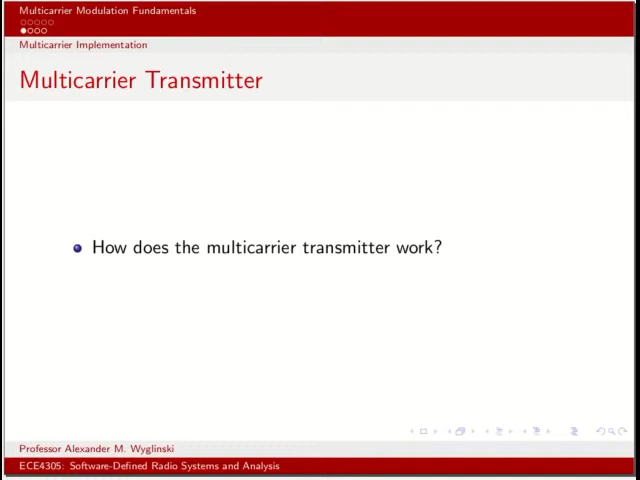 Multicarrier Modulation Fundamentals
Multicarrier Implementation
Multicarrier Transmitter
How does the multicarrier transmitter work?
Professor Alexander M. Wyglinski
ECE4305: Software-Defined Radio Systems and Analysis